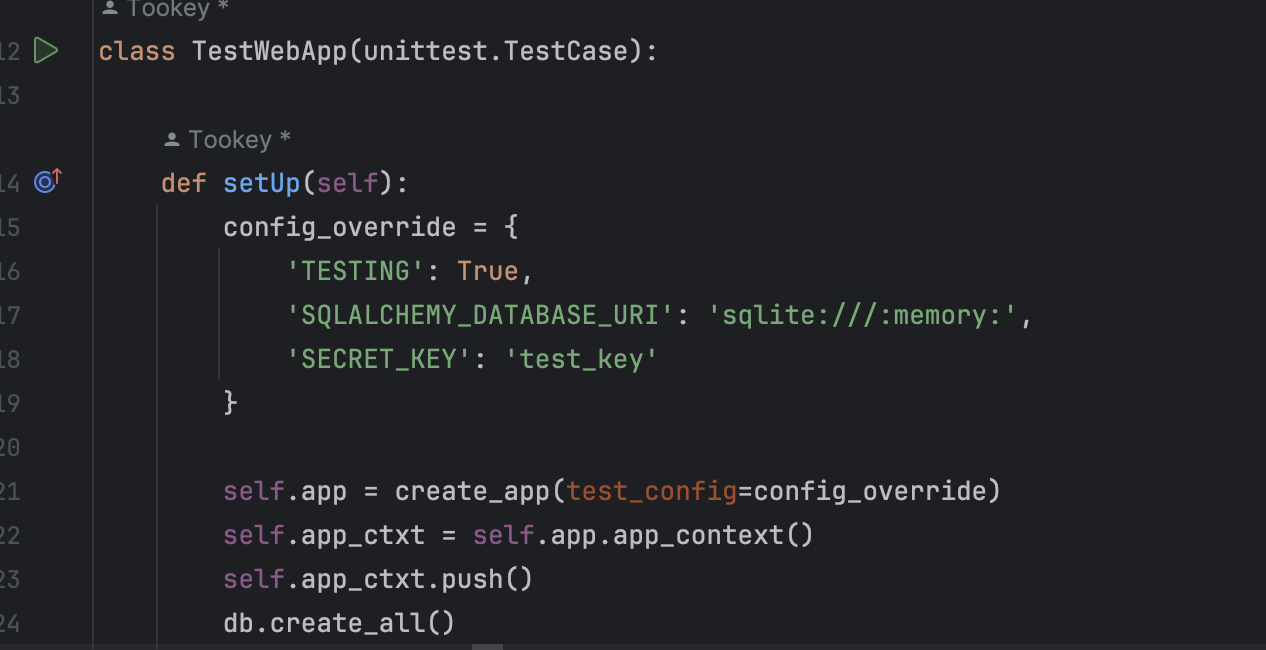 Tookey *
12 class TestWebApp(unittest.TestCase):
13
Tookey *
14 def setUp(self):
15 config_override = {
16 'TESTING': True,
17 'SQLALCHEMY_DATABASE_URI': 'sqlite:///:memory:',
18 'SECRET_KEY': 'test_key'
19 }
20
21 self.app = create_app(test_config=config_override)
22 self.app_ctxt = self.app.app_context()
23 self.app_ctxt.push()
24 db.create_all()